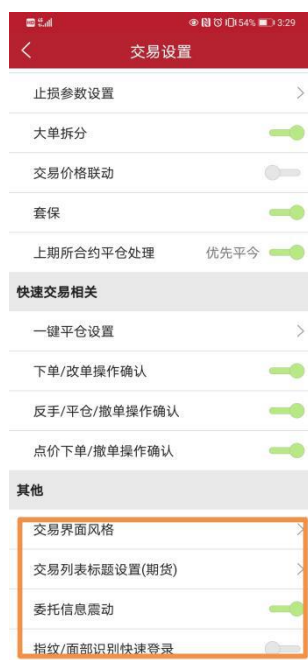 54% 3:29
交易设置
止损参数设置
大单拆分
交易价格联动
套保
上期所合约平仓处理 优先平今
快速交易相关
一键平仓设置
下单/改单操作确认
反手/平仓/撤单操作确认
点价下单/撤单操作确认
其他
交易界面风格
交易列表标题设置(期货)
委托信息震动
指纹/面部识别快速登录